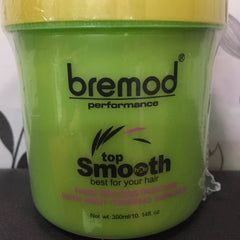 bremod®
performance
top
Smooth
best for your hair
Net wt. 300ml/10.14fl.oz